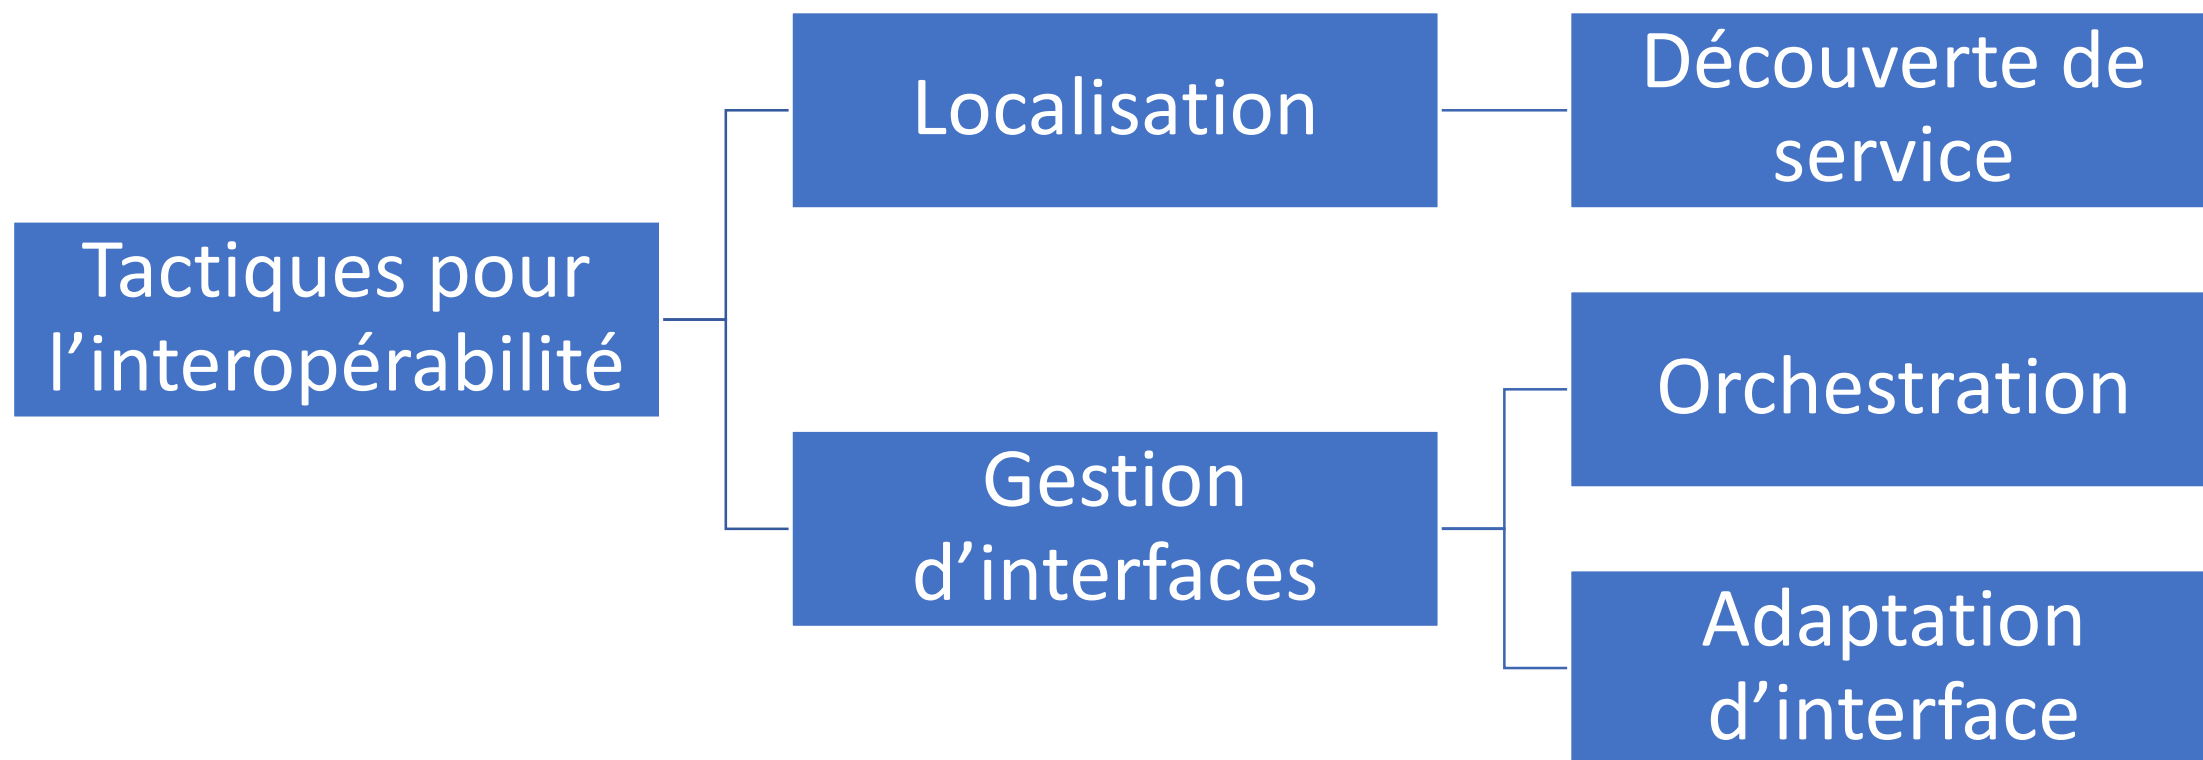 Tactiques pour
l’interopérabilité
Localisation
Découverte de
service
Gestion
d’interfaces
Orchestration
Adaptation
d’interface